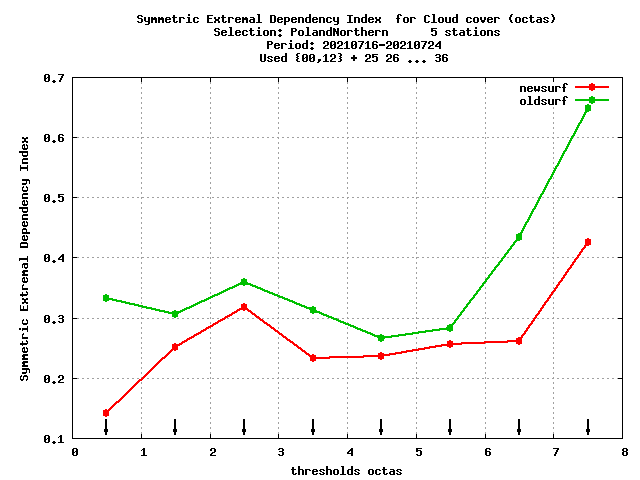 Symmetric Extremal Dependency Index  for Cloud cover (octas)
Selection: PolandNorthern      5 stations
Period: 20210716-20210724
Used {00,12} + 25 26 ... 36
newsurf
oldsurf
Symmetric Extremal Dependency Index
0.7
0.6
0.5
0.4
0.3
0.2
0.1
0 1 2 3 4 5 6 7 8
thresholds octas